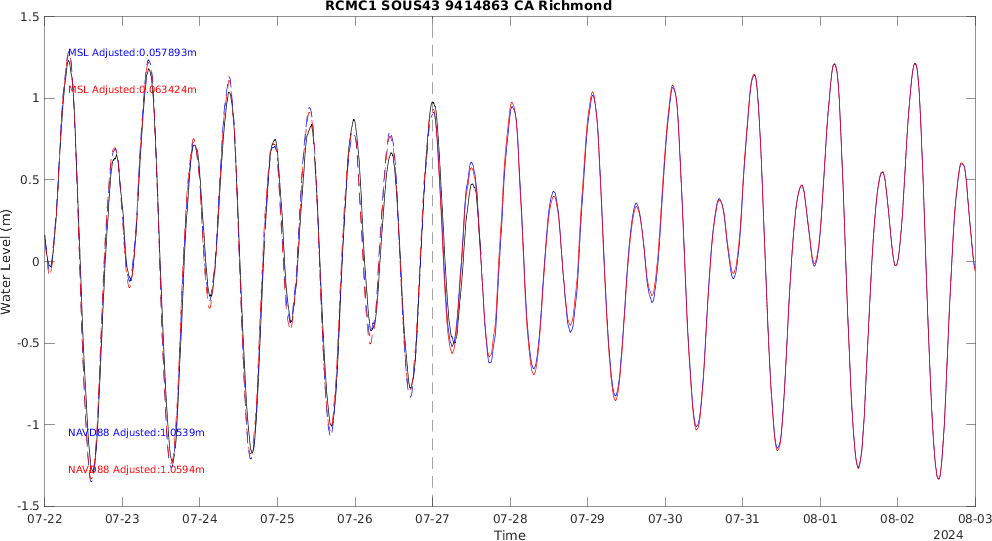 RCMC1 SOUS43 9414863 CA Richmond
1.5
MSL Adjusted:0.057893m
MSL Adjusted:0.063424m
1
0.5
Water Level (m)
0
-0.5
-1
NAVD88 Adjusted:1.0539m
NAVD88 Adjusted:1.0594m
-1.5
07-22 07-23 07-24 07-25 07-26 07-27 07-28 07-29 07-30 07-31 08-01 08-02 08-03
Time
2024